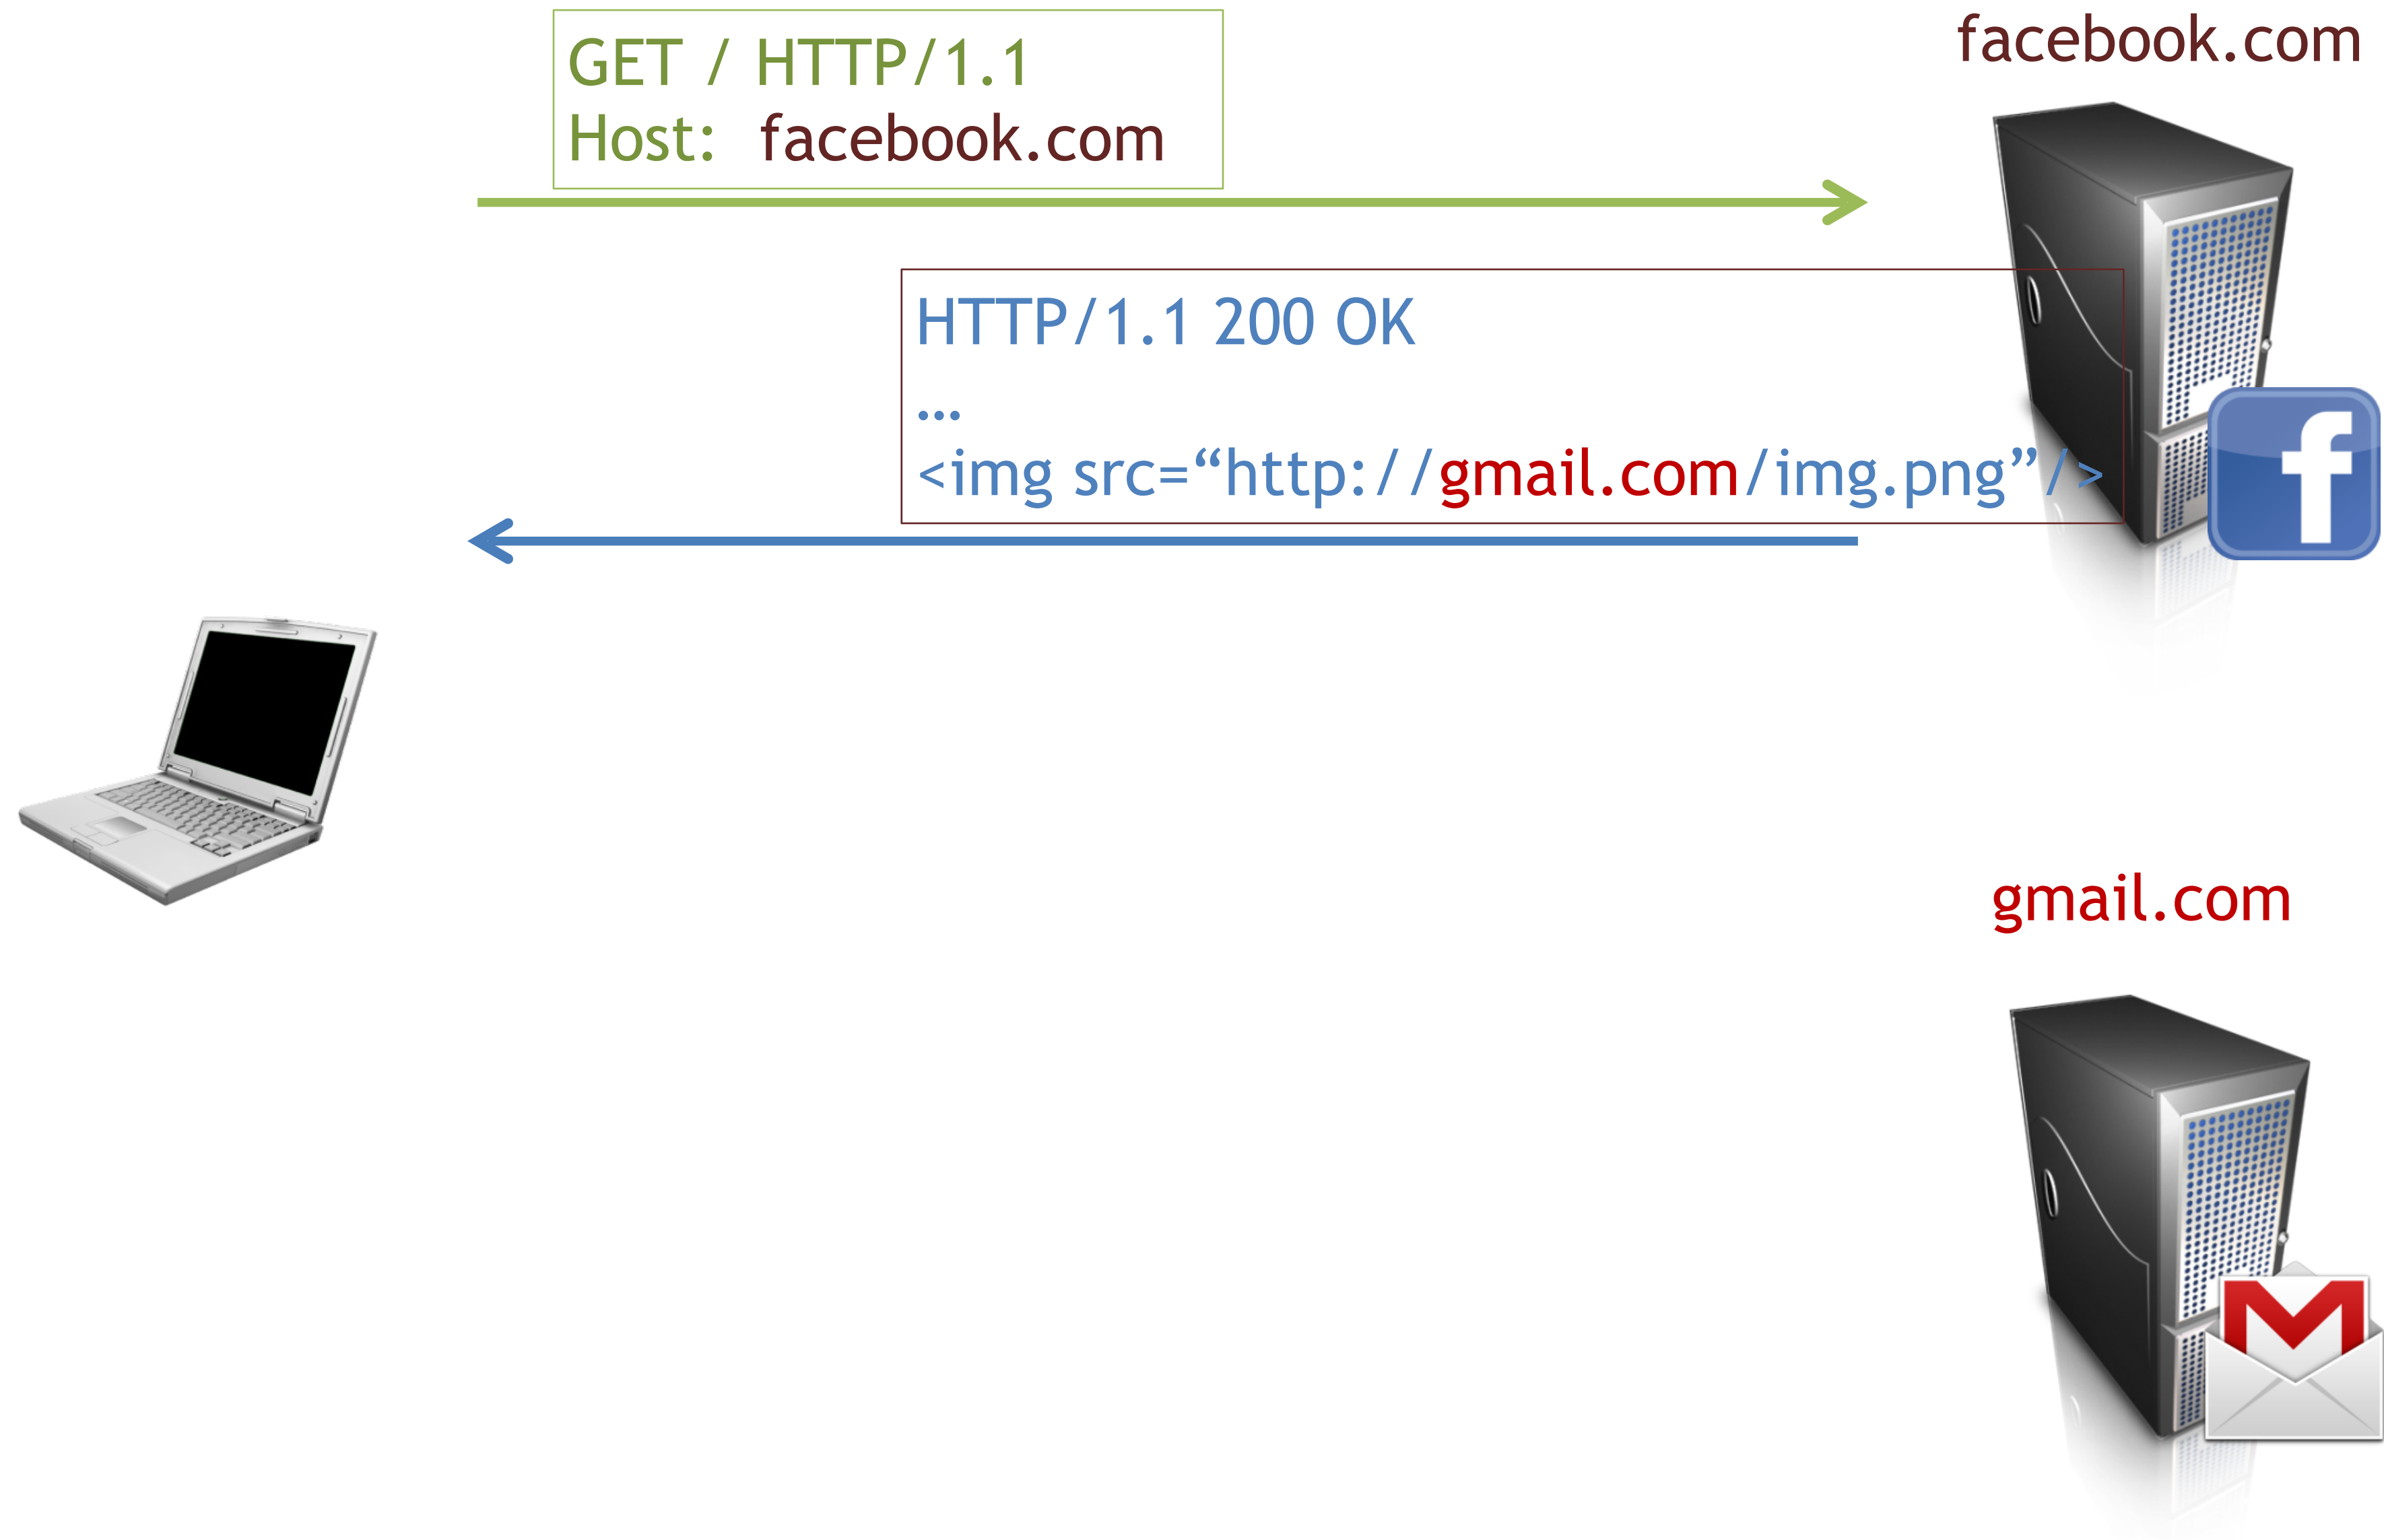 facebook.com
GET / HTTP/1.1
Host: facebook.com
HTTP/1.1 200 OK
…
<img src=“http://gmail.com/img.png”/>
gmail.com